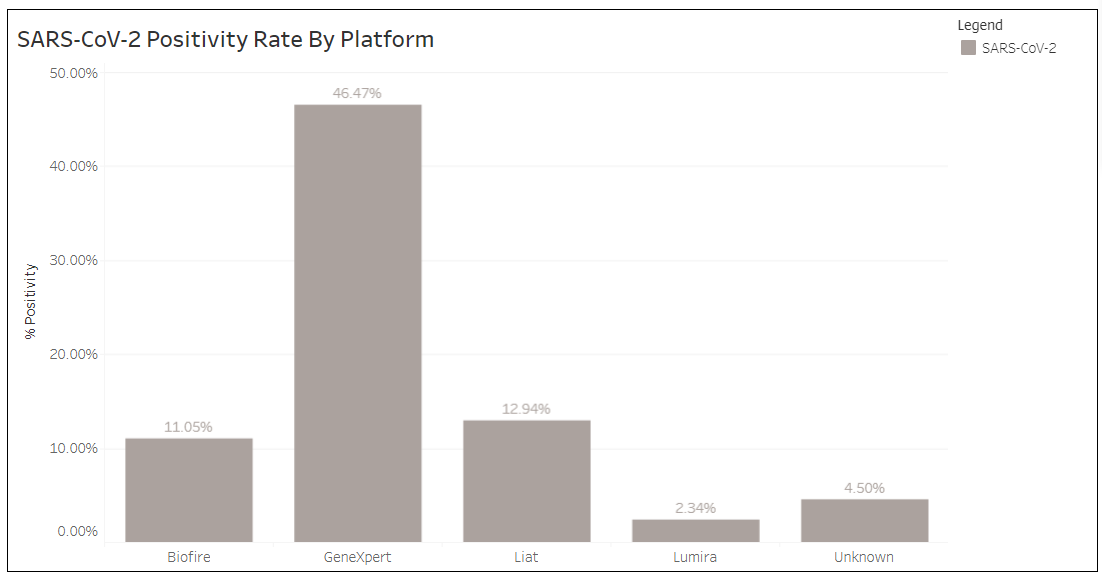 SARS-CoV-2 Positivity Rate By Platform
Legend
SARS-CoV-2
50.00%
40.00%
30.00%
20.00%
10.00%
0.00%
% Positivity
11.05%
46.47%
12.94%
2.34%
4.50%
Biofire
GeneXpert
Liat
Lumira
Unknown